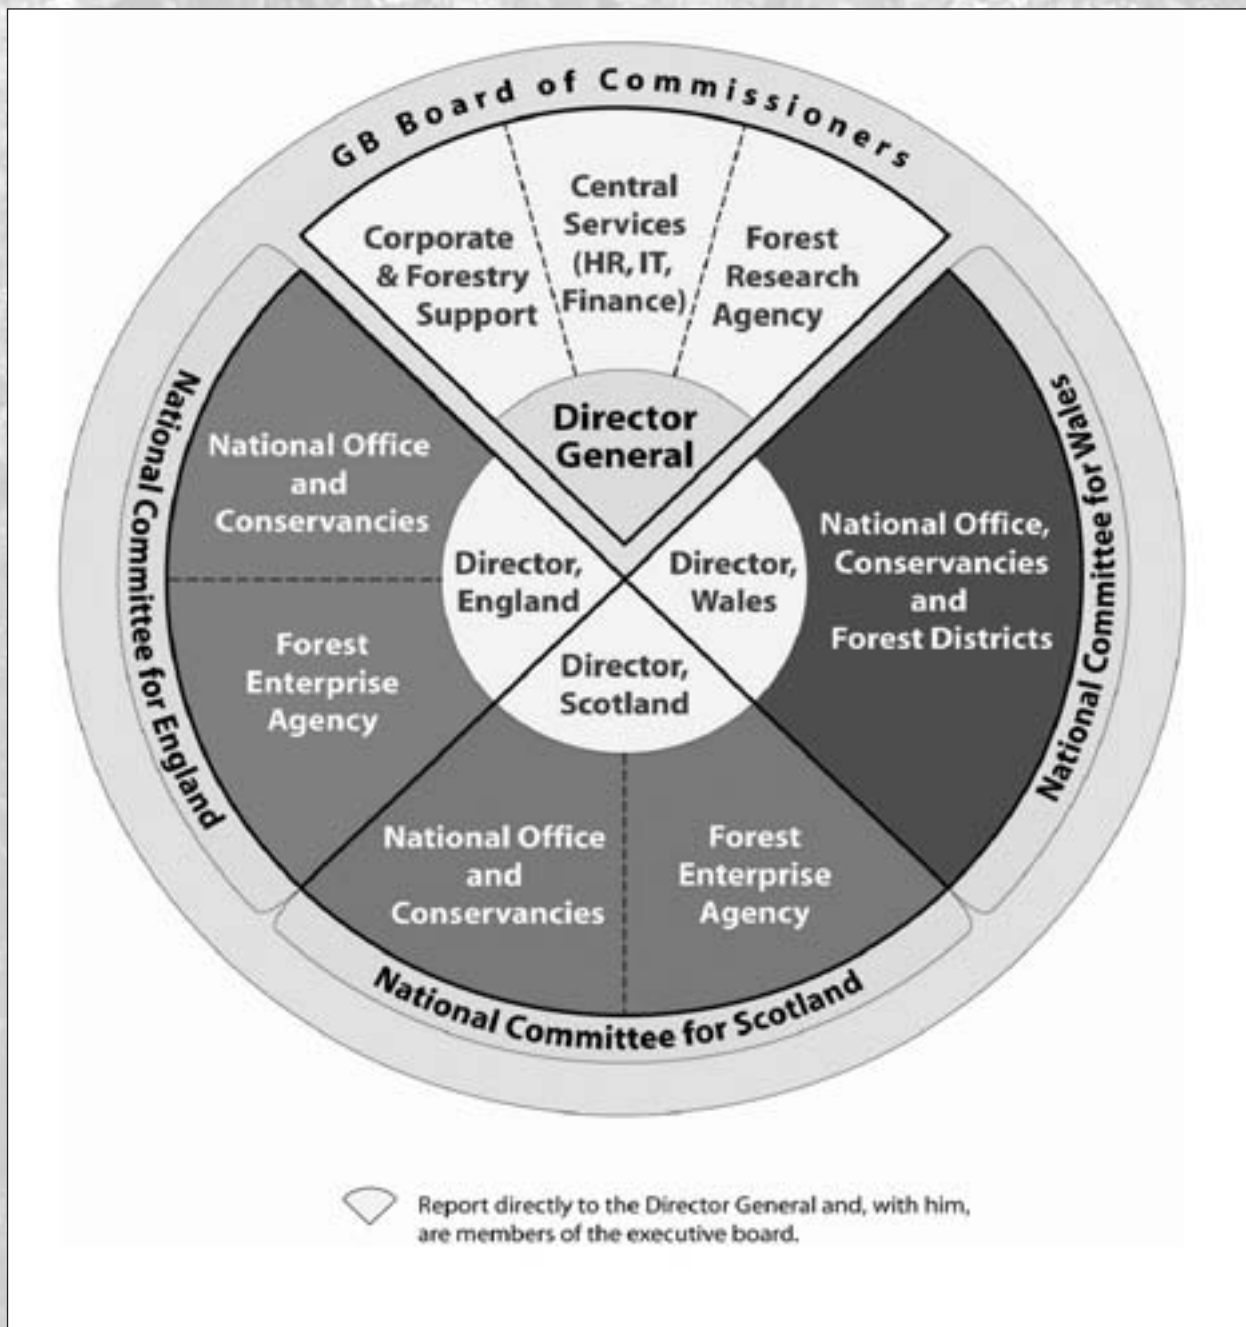 GB Board of Commissioners
Corporate
& Forestry
Support
Central
Services
(HR, IT,
Finance)
Forest
Research
Agency
Director
General
National Committee for England
National Office
and
Conservancies
Forest
Enterprise
Agency
Director,
England
Director,
Wales
Director,
Scotland
National Office,
Conservancies
and
Forest Districts
National Committee for Wales
National Office
and
Conservancies
Forest
Enterprise
Agency
National Committee for Scotland
Report directly to the Director General and, with him,
are members of the executive board.